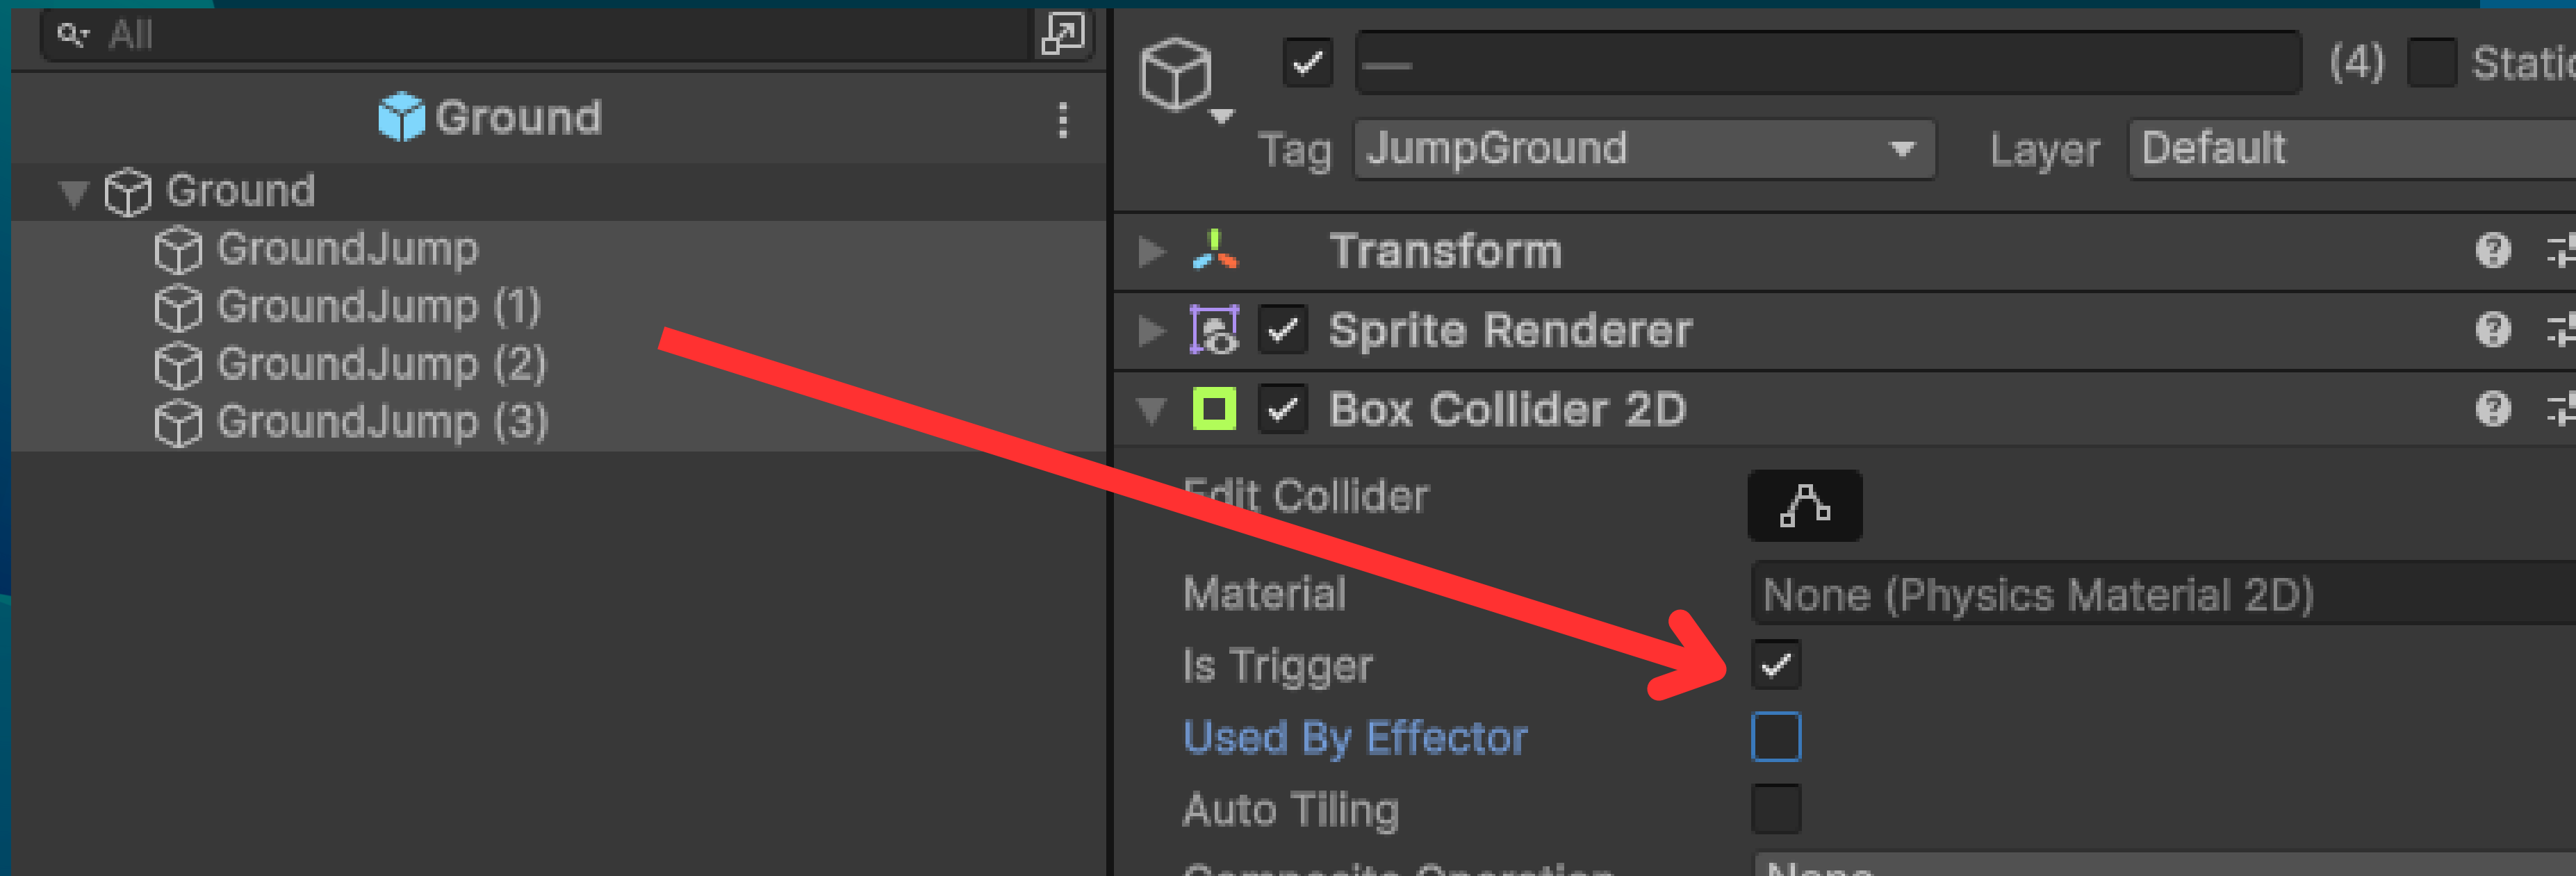 All
Ground
Ground
GroundJump
GroundJump (1)
GroundJump (2)
GroundJump (3)
— (4) Static
Tag JumpGround Layer Default
Transform
Sprite Renderer
Box Collider 2D
Edit Collider
Material None (Physics Material 2D)
Is Trigger
Used By Effector
Auto Tiling